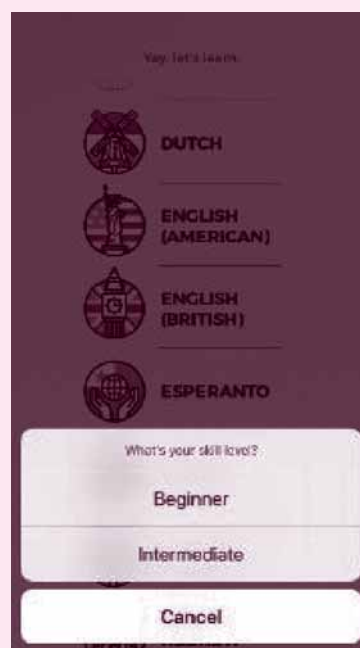 Yay, let's learn.
DUTCH
ENGLISH
(AMERICAN)
ENGLISH
(BRITISH)
ESPERANTO
What's your skill level?
Beginner
Intermediate
Cancel